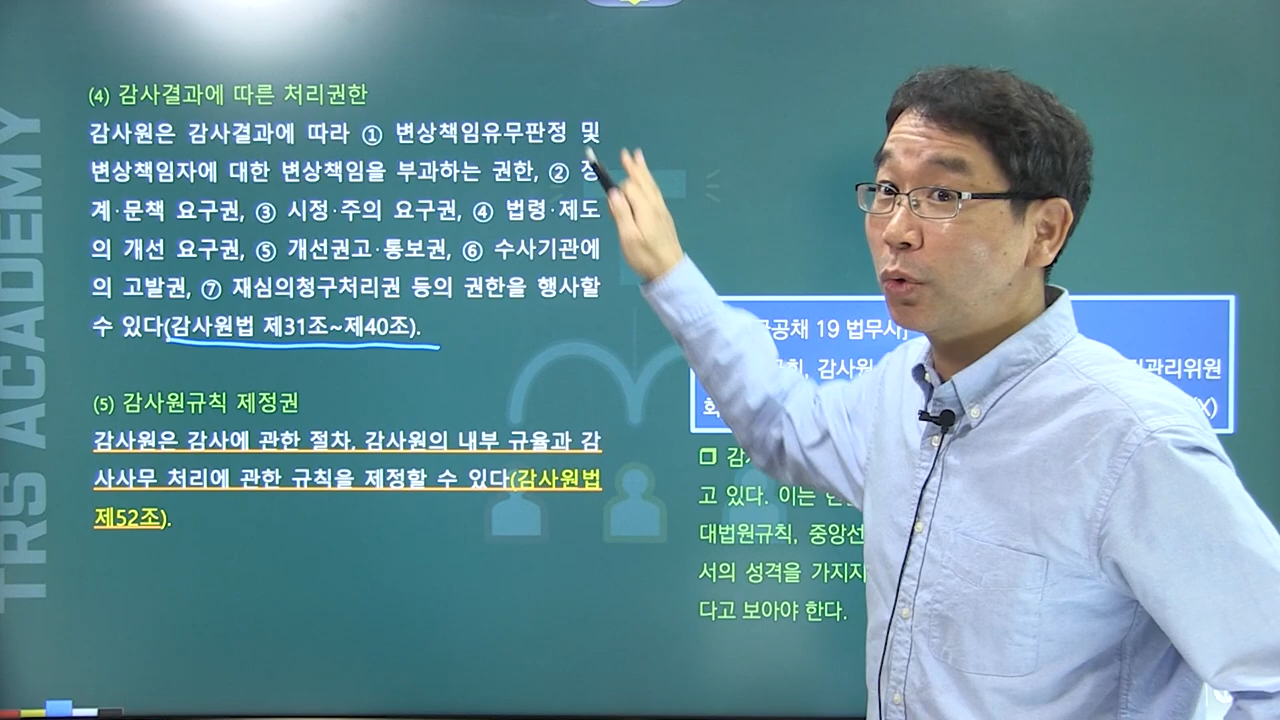 TRS ACADEMY
(4) 감사결과에 따른 처리권한
감사원은 감사결과에 따라 ① 변상책임유무판정 및
변상책임자에 대한 변상책임을 부과하는 권한, ② 징
계·문책 요구권, ③ 시정·주의 요구권, ④ 법령·제도
의 개선 요구권, ⑤ 개선권고·통보권, ⑥ 수사기관에
의 고발권, ⑦ 재심의청구처리권 등의 권한을 행사할
수 있다(감사원법 제31조~제40조).
(5) 감사원규칙 제정권
감사원은 감사에 관한 절차, 감사원의 내부 규율과 감
사사무 처리에 관한 규칙을 제정할 수 있다(감사원법
제52조).
19 법무사]
감사원 관리위원
(X)
고 있다. 이는
대법원규칙, 중앙선
서의 성격을 가지지
다고 보아야 한다.